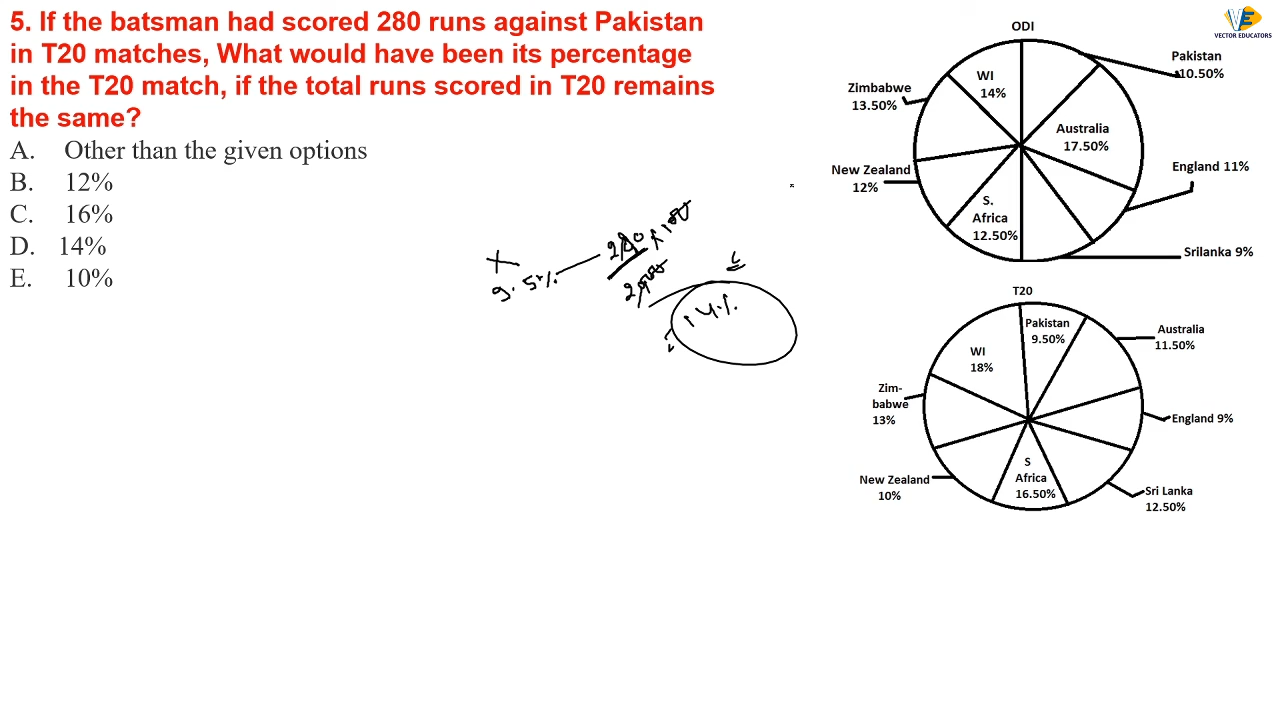 5. If the batsman had scored 280 runs against Pakistan
in T20 matches, What would have been its percentage
in the T20 match, if the total runs scored in T20 remains
the same?
A. Other than the given options
B. 12%
C. 16%
D. 14%
E. 10%
9.5%
280 × 100
2000
14%
VECTOR EDUCATORS
ODI
Pakistan
10.50%
WI
14%
Zimbabwe
13.50%
Australia
17.50%
England 11%
New Zealand
12%
S.
Africa
12.50%
Srilanka 9%
T20
Pakistan
9.50%
Australia
11.50%
WI
18%
Zim-
babwe
13%
England 9%
New Zealand
10%
S
Africa
16.50%
Sri Lanka
12.50%